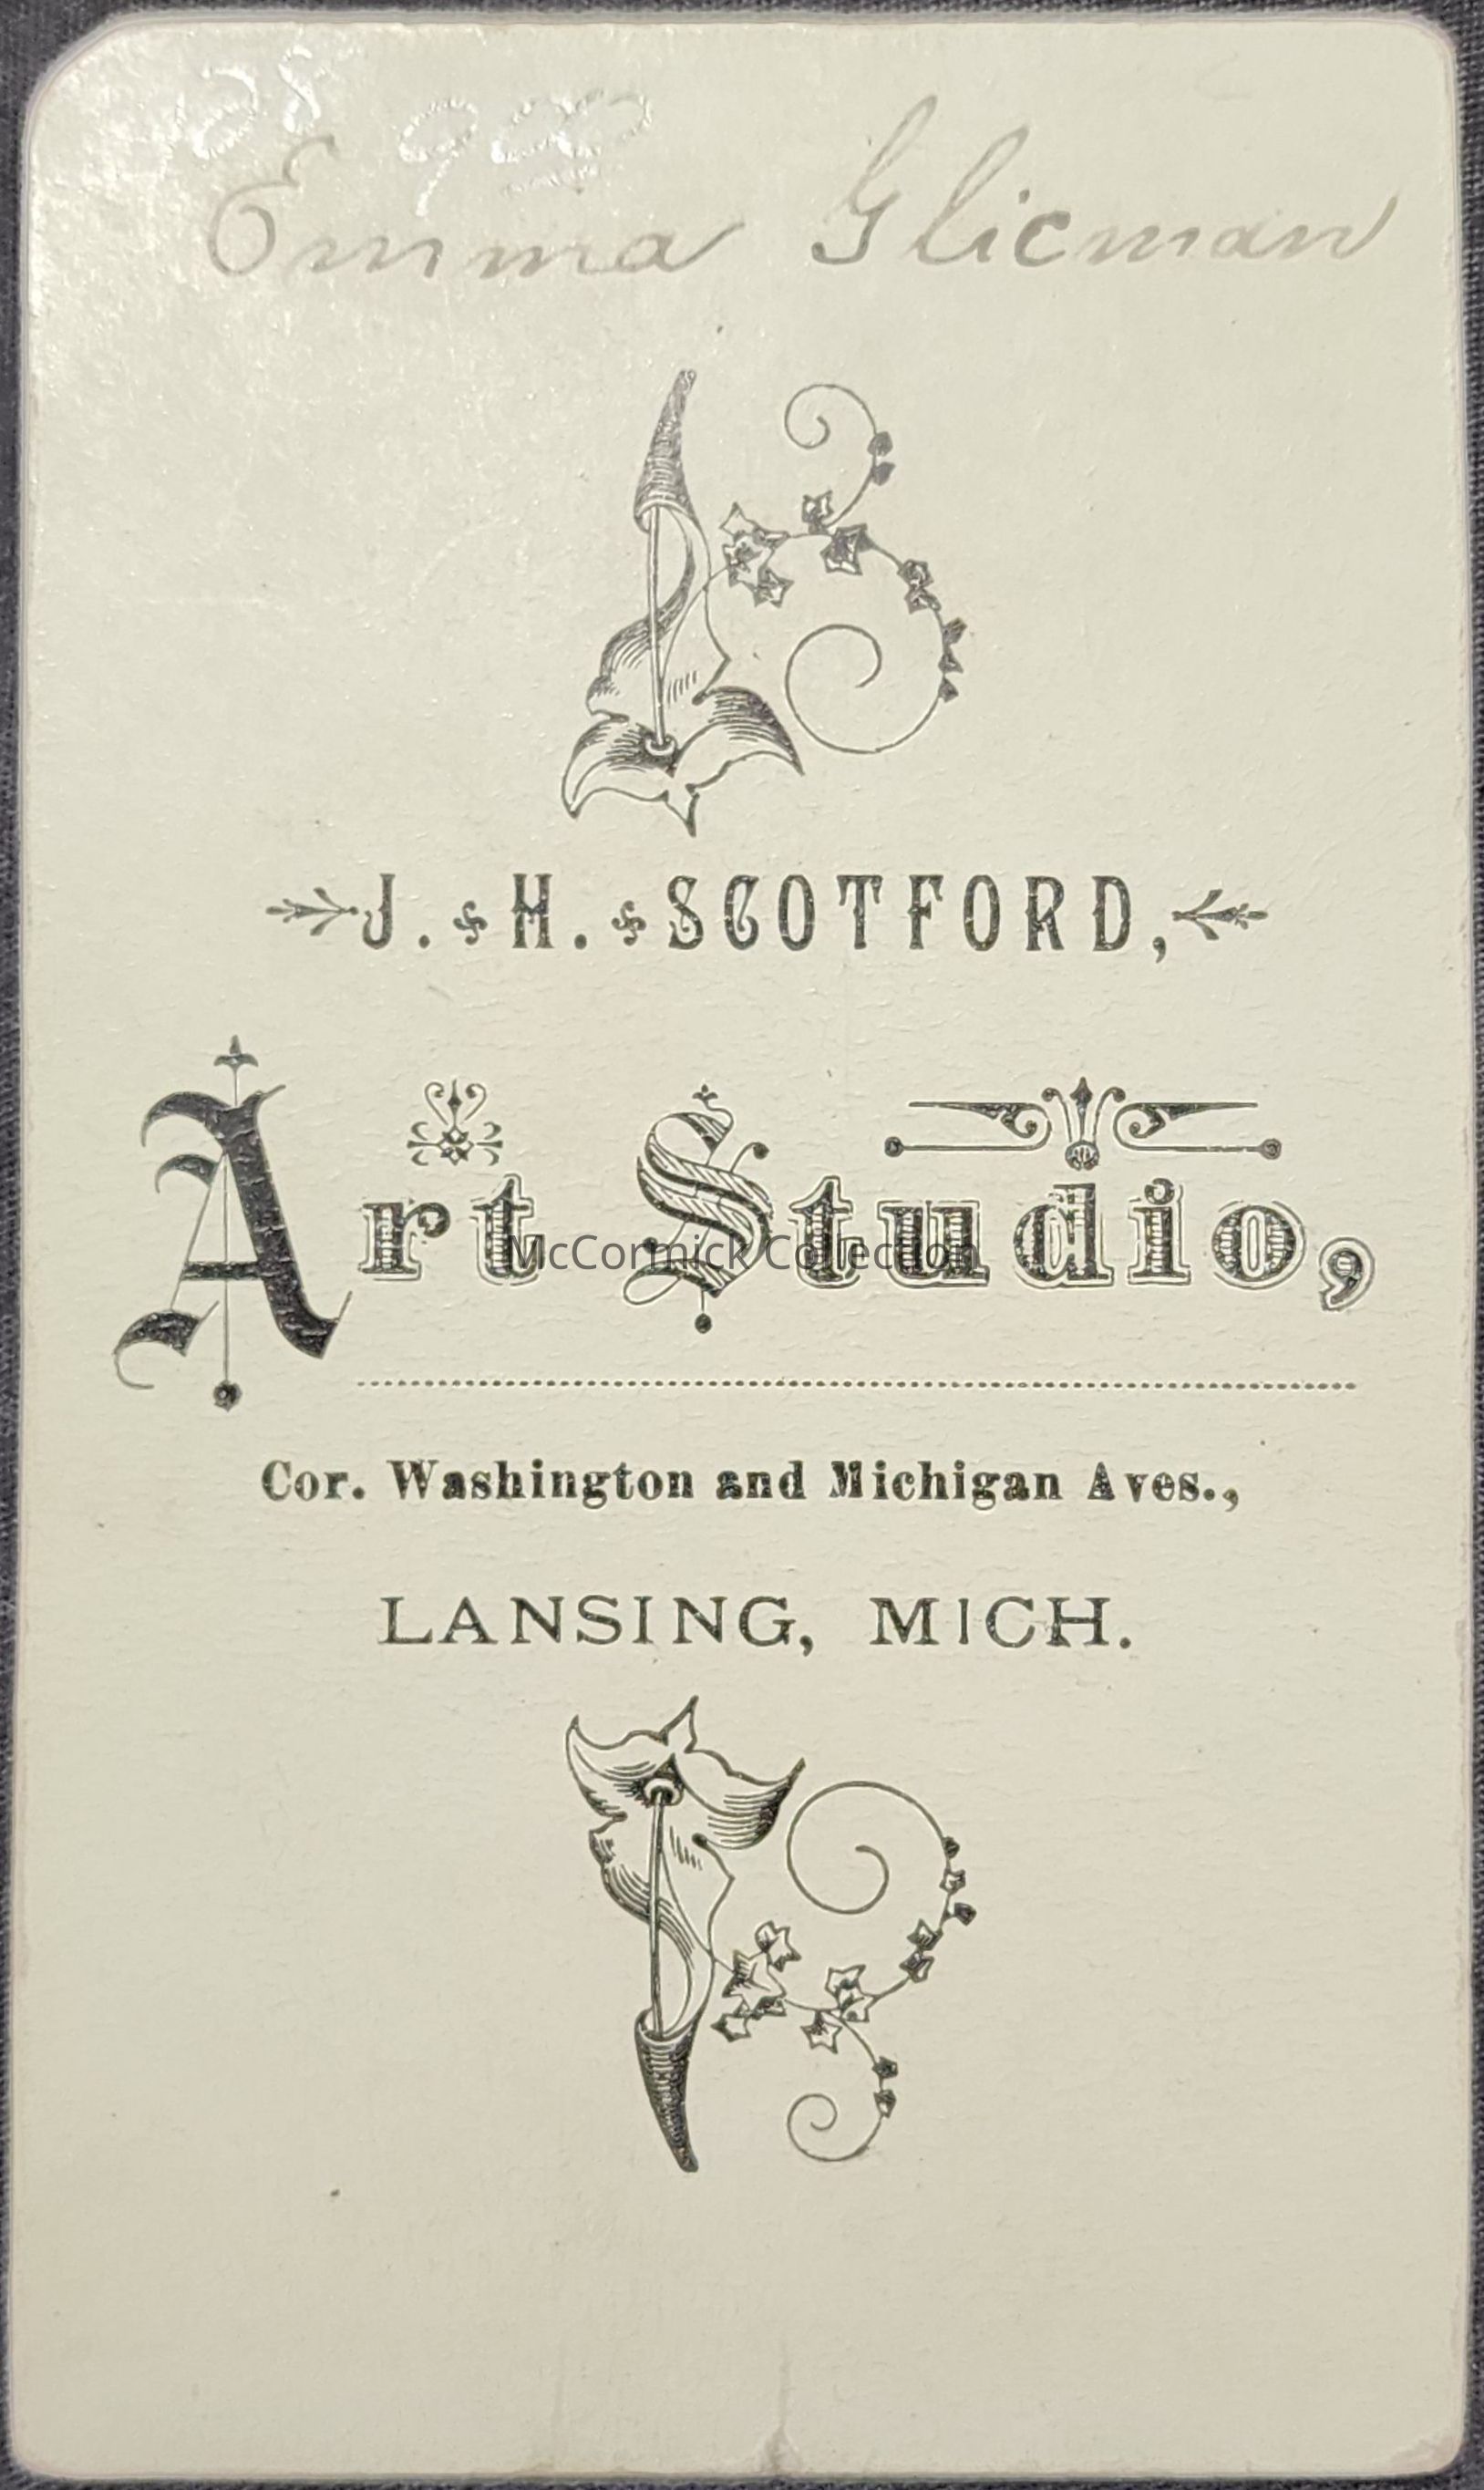 Emma Glicman
J. H. SCOTFORD,
Art Studio,
McCormick Collection
Cor. Washington and Michigan Aves.,
LANSING, MICH.